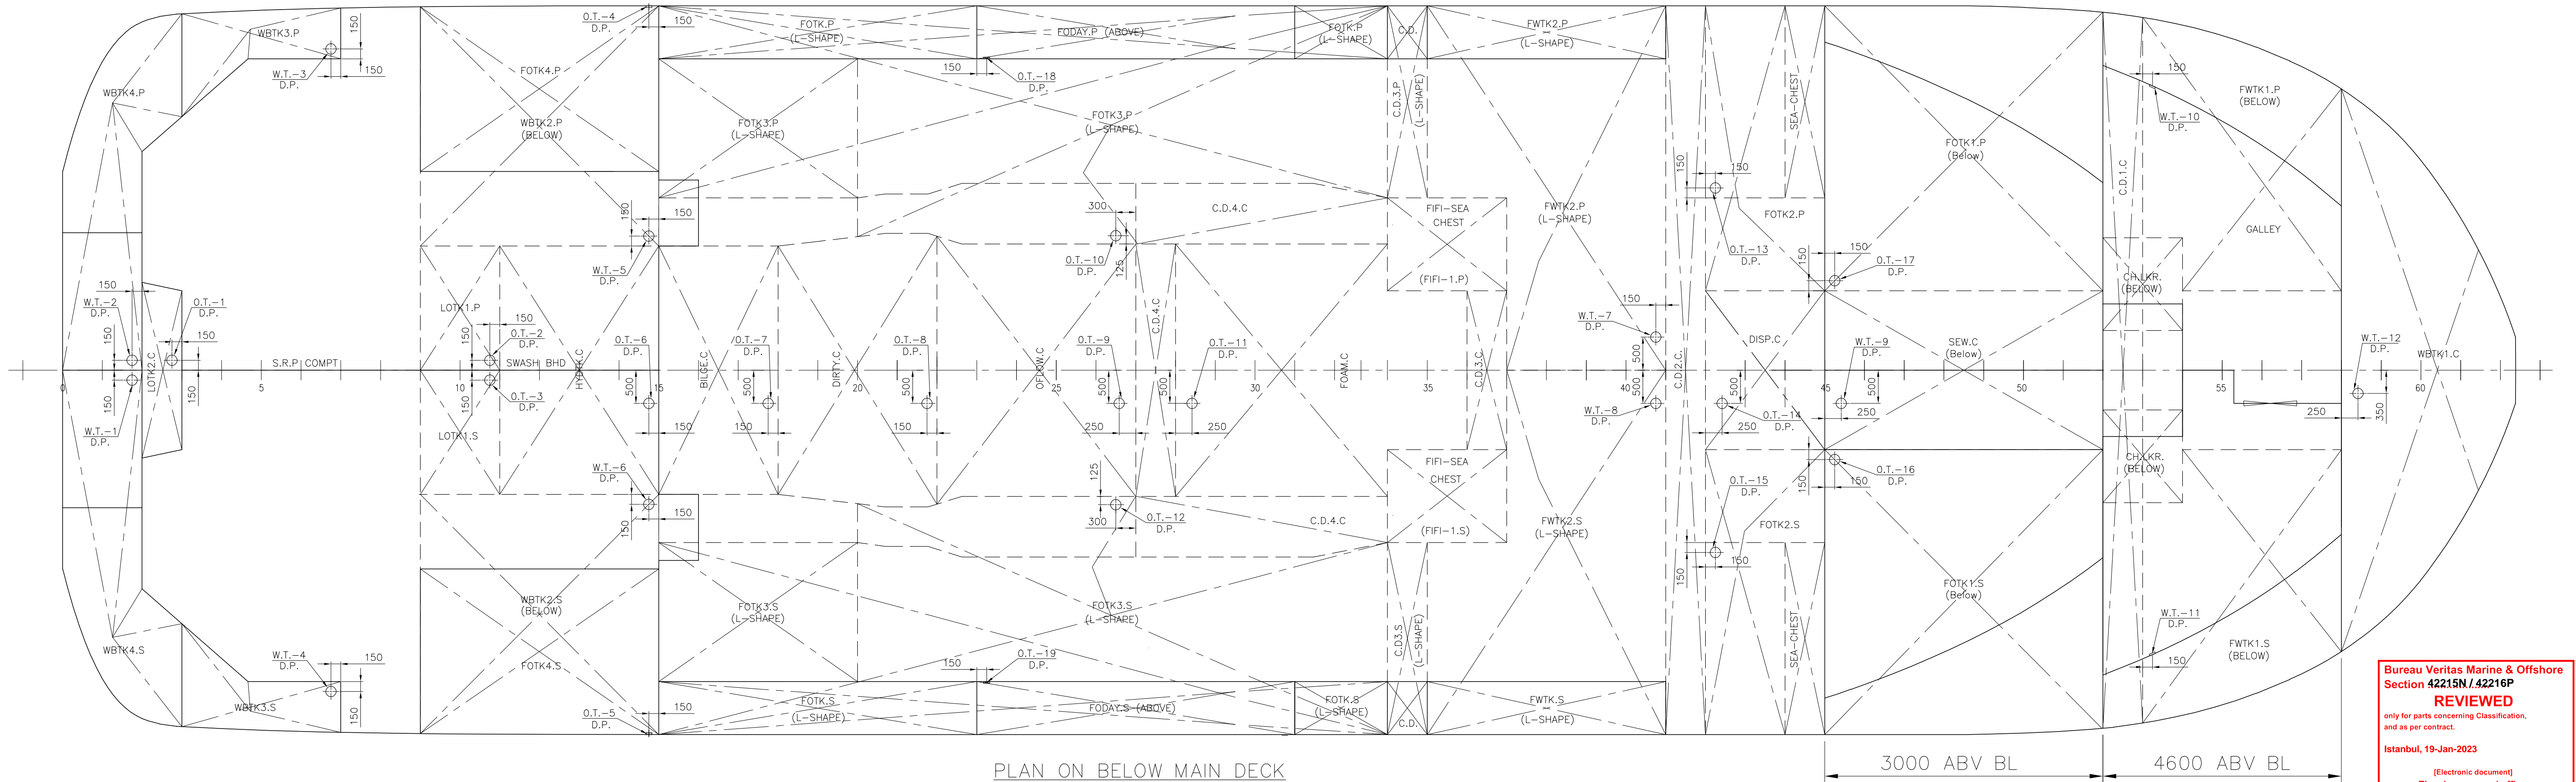 O.T.-4
D.P.
150
150
WBTK3.P
W.T.-3
D.P.
150
WBTK4.P
FOTK4.P
WBTK2.P
(BELOW)
FOTK.P
(L-SHAPE)
FODAY.P (ABOVE)
150
O.T.-18
D.P.
FOTK.P
(L-SHAPE)
C.D.
FWTK2.P
(L-SHAPE)
FOTK3.P
(L-SHAPE)
FOTK3.P
(L-SHAPE)
C.D.3.P
(L-SHAPE)
SEA-CHEST
FOTK1.P
(Below)
150
W.T.-10
D.P.
FWTK1.P
(BELOW)
C.D.1.C
150
150
W.T.-5
D.P.
300
C.D.4.C
O.T.-10
D.P.
125
FIFI-SEA
CHEST
(FIFI-1.P)
FWTK2.P
(L-SHAPE)
150
150
O.T.-13
D.P.
FOTK2.P
150
150
O.T.-17
D.P.
GALLEY
CH.LKR.
(BELOW)
150
W.T.-2
D.P.
O.T.-1
D.P.
150
150
LOTK1.P
150
150
O.T.-2
D.P.
O.T.-6
D.P.
O.T.-7
D.P.
O.T.-8
D.P.
O.T.-9
D.P.
O.T.-11
D.P.
C.D.4.C
150
W.T.-7
D.P.
500
DISP.C
W.T.-9
D.P.
SEW.C
(Below)
W.T.-12
D.P.
WBTK1.C
LOTK2.C
S.R.P COMPT
SWASH BHD
HYDR.C
BILGE.C
DIRTY.C
OFLOW.C
FOAM.C
C.D.3.C
C.D.2.C.
0 5 10 15 20 25 30 35 40 45 50 55 60
150
150
W.T.-1
D.P.
150
O.T.-3
D.P.
LOTK1.S
500
150
500
150
500
150
500
250
500
250
W.T.-8
D.P.
500
500
250
O.T.-14
D.P.
500
250
250
350
W.T.-6
D.P.
150
150
125
300
O.T.-12
D.P.
C.D.4.C
FIFI-SEA
CHEST
(FIFI-1.S)
FWTK2.S
(L-SHAPE)
O.T.-15
D.P.
150
150
FOTK2.S
150
150
O.T.-16
D.P.
CH.LKR.
(BELOW)
WBTK4.S
W.T.-4
D.P.
150
150
WBTK3.S
WBTK2.S
(BELOW)
FOTK4.S
FOTK3.S
(L-SHAPE)
FOTK3.S
(L-SHAPE)
C.D3.S
(L-SHAPE)
SEA-CHEST
FOTK1.S
(Below)
W.T.-11
D.P.
150
FWTK1.S
(BELOW)
O.T.-5
D.P.
150
FOTK.S
(L-SHAPE)
150
O.T.-19
D.P.
FODAY.S (ABOVE)
FOTK.S
(L-SHAPE)
C.D.
FWTK.S
(L-SHAPE)
PLAN ON BELOW MAIN DECK
3000 ABV BL
4600 ABV BL
Bureau Veritas Marine & Offshore
Section 42215N / 42216P
REVIEWED
only for parts concerning Classification,
and as per contract.
Istanbul, 19-Jan-2023
[Electronic document]